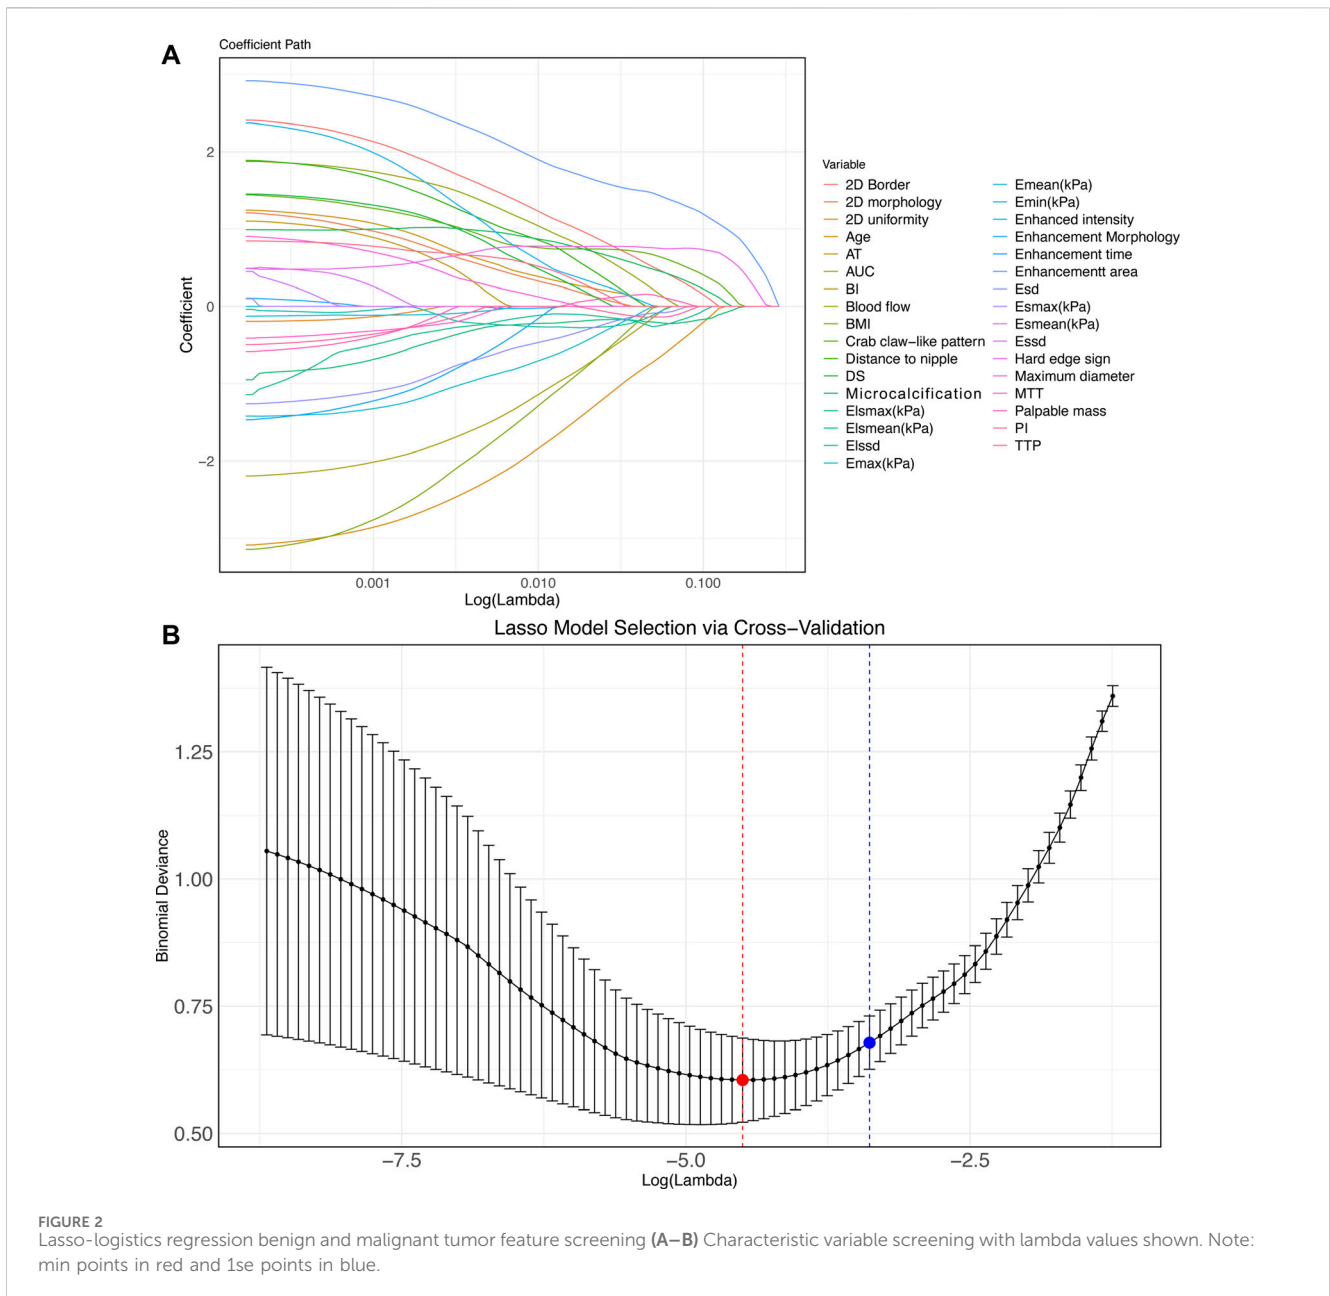 A
Coefficient Path
2
0
−2
Coefficient
0.001
0.010
0.100
Log(Lambda)
Variable
2D Border
2D morphology
2D uniformity
Age
AT
AUC
BI
Blood flow
BMI
Crab claw−like pattern
Distance to nipple
DS
Microcalcification
Elsmax(kPa)
Elsmean(kPa)
Elssd
Emax(kPa)
Emean(kPa)
Emin(kPa)
Enhanced intensity
Enhancement Morphology
Enhancement time
Enhancementt area
Esd
Esmax(kPa)
Esmean(kPa)
Essd
Hard edge sign
Maximum diameter
MTT
Palpable mass
PI
TTP
B
Lasso Model Selection via Cross−Validation
1.25
1.00
0.75
0.50
Binomial Deviance
−7.5
−5.0
−2.5
Log(Lambda)
FIGURE 2
Lasso-logistics regression benign and malignant tumor feature screening (A–B) Characteristic variable screening with lambda values shown. Note:
min points in red and 1se points in blue.